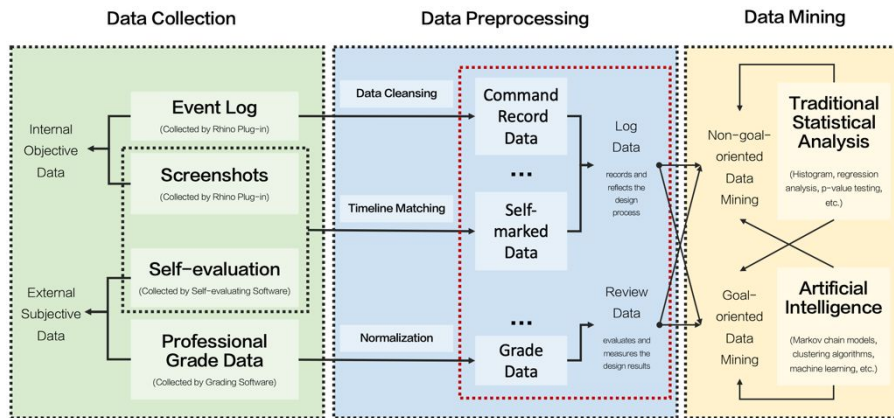 Data Collection
Data Preprocessing
Data Mining
Internal
Objective
Data
Event Log
(Collected by Rhino Plug-in)
Screenshots
(Collected by Rhino Plug-in)
External
Subjective
Data
Self-evaluation
(Collected by Self-evaluating Software)
Professional
Grade Data
(Collected by Grading Software)
Data Cleansing
Timeline Matching
Normalization
Command
Record
Data
...
Self-
marked
Data
...
Grade
Data
Log
Data
records and
reflects the
design
process
Review
Data
evaluates and
measures the
design results
Non-goal-
oriented
Data
Mining
Goal-
oriented
Data
Mining
Traditional
Statistical
Analysis
(Histogram, regression
analysis, p-value testing,
etc.)
Artificial
Intelligence
(Markov chain models,
clustering algorithms,
machine learning, etc.)